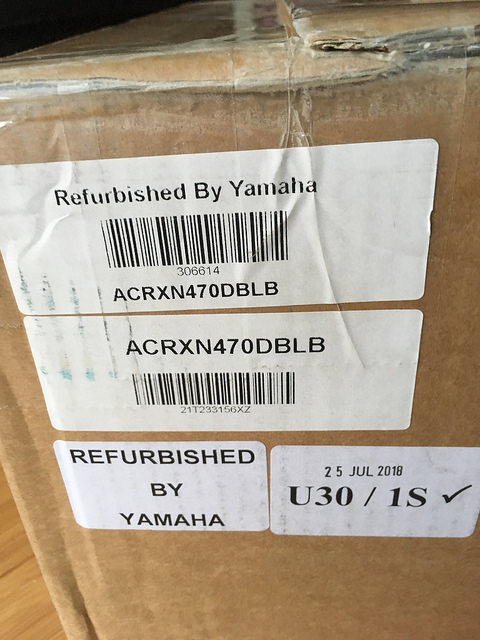 Refurbished By Yamaha
306614
ACRXN470DBLB
ACRXN470DBLB
21T233156XZ
REFURBISHED
BY
YAMAHA
25 JUL 2018
U30 / 1S ✓